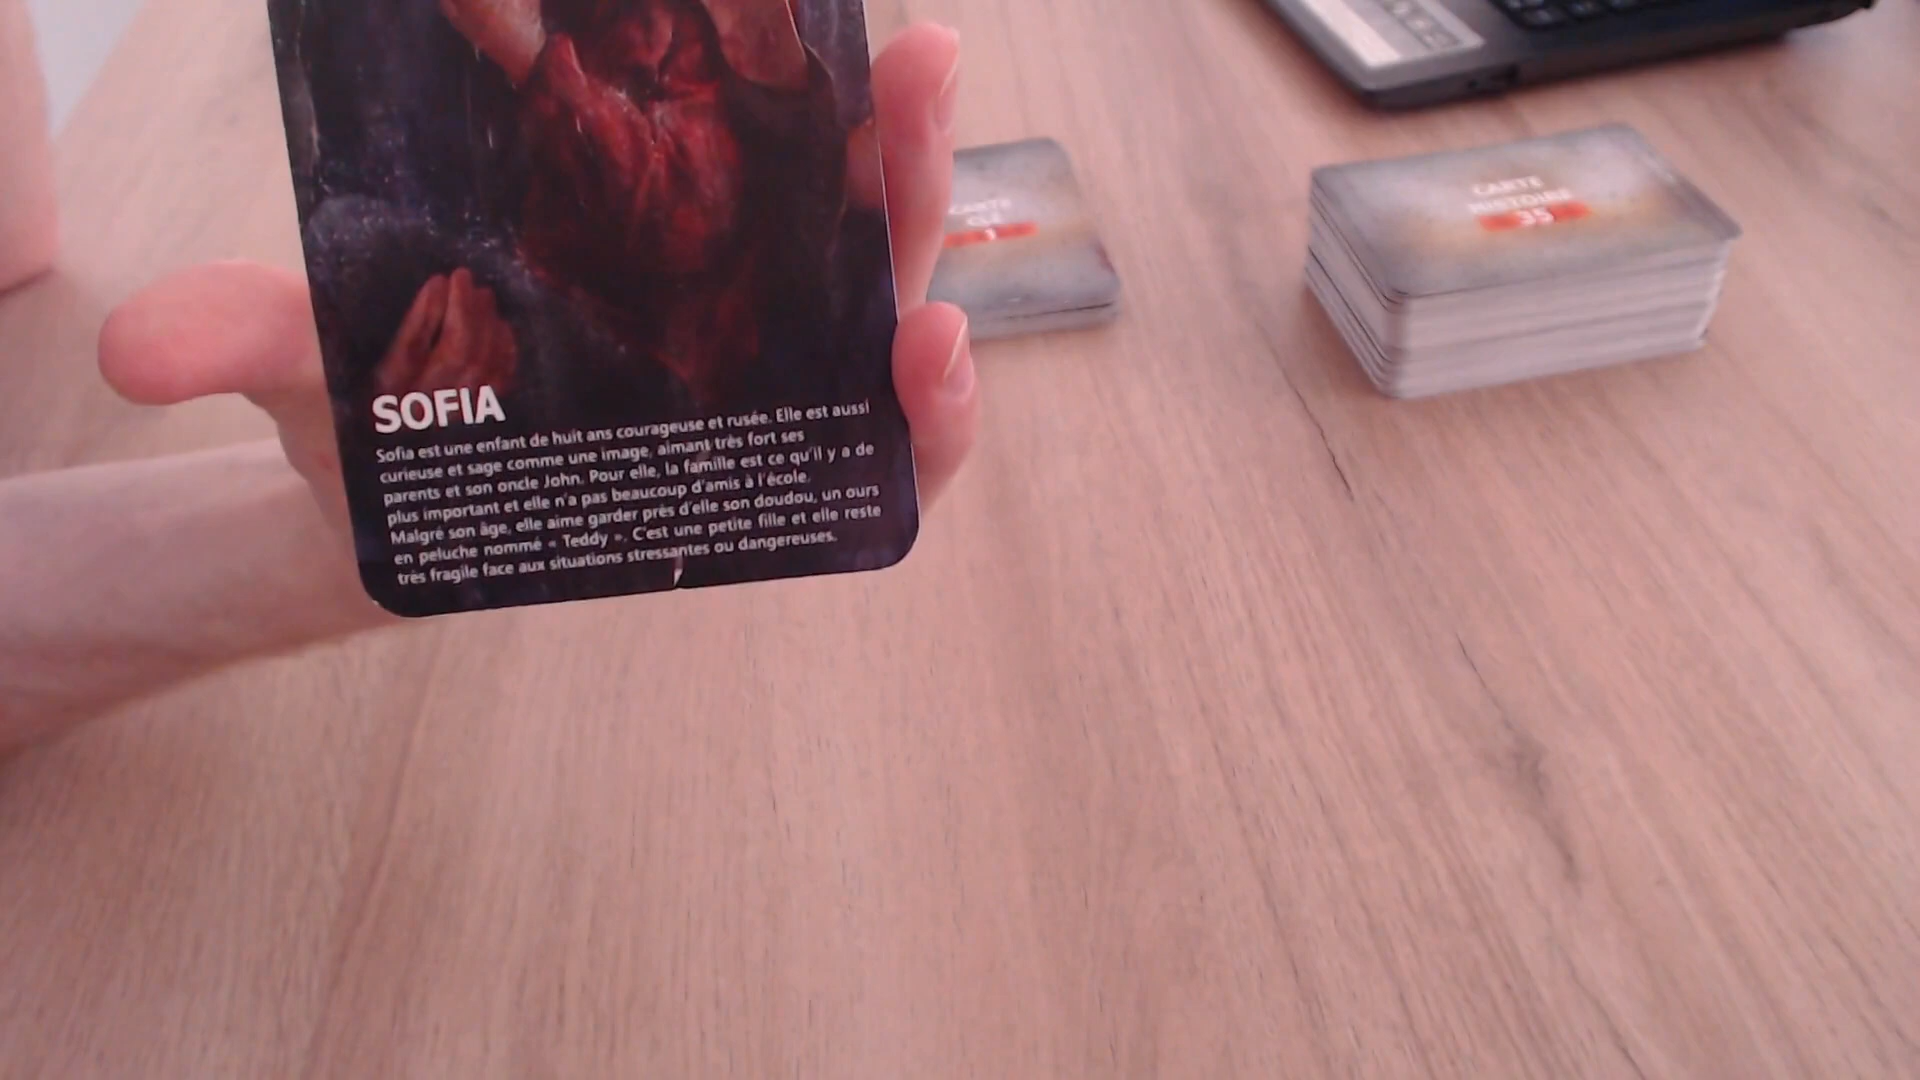 SOFIA
Sofia est une enfant de huit ans courageuse et rusée. Elle est aussi
curieuse et sage comme une image, aimant très fort ses
parents et son oncle John. Pour elle, la famille est ce qu'il y a de
plus important et elle n'a pas beaucoup d'amis à l'école.
Malgré son âge, elle aime garder près d'elle son doudou, un ours
en peluche nommé « Teddy ». C'est une petite fille et elle reste
très fragile face aux situations stressantes ou dangereuses.
CARTE
CARTE
HISTOIRE
35